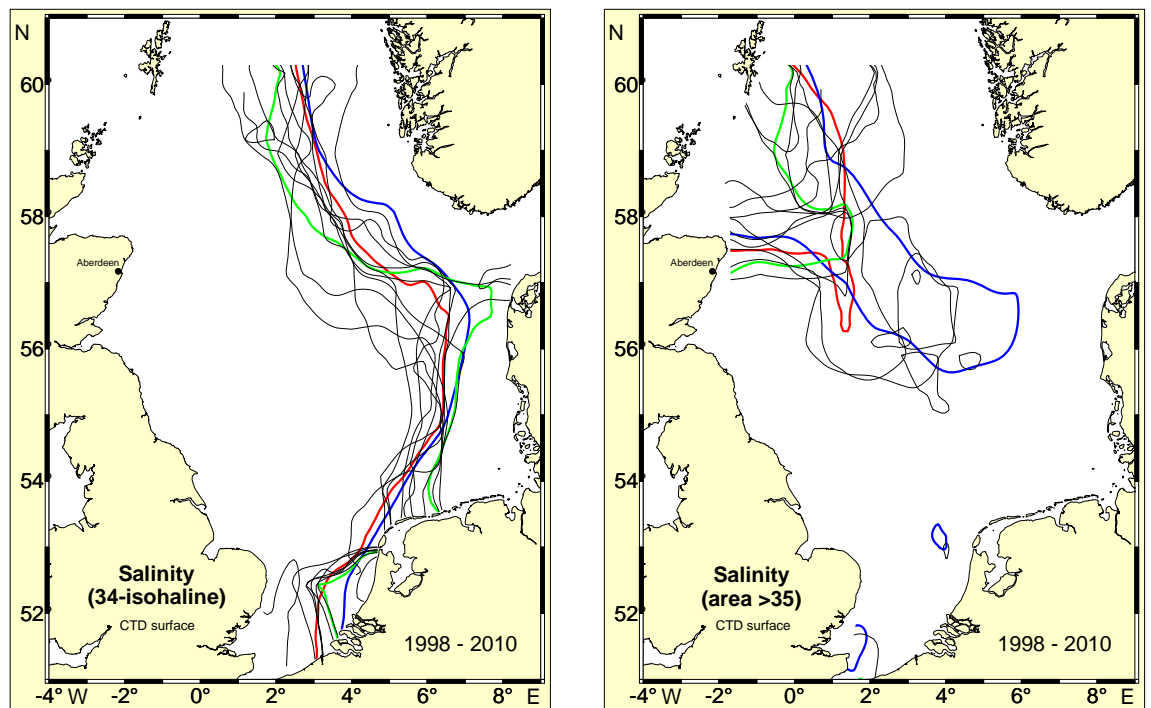 N
60
58
56
54
52
Aberdeen
Salinity
(34-isohaline)
CTD surface
1998 - 2010
-4° W -2° 0° 2° 4° 6° 8° E
N
60
58
56
54
52
Aberdeen
Salinity
(area >35)
CTD surface
1998 - 2010
-4° W -2° 0° 2° 4° 6° 8° E